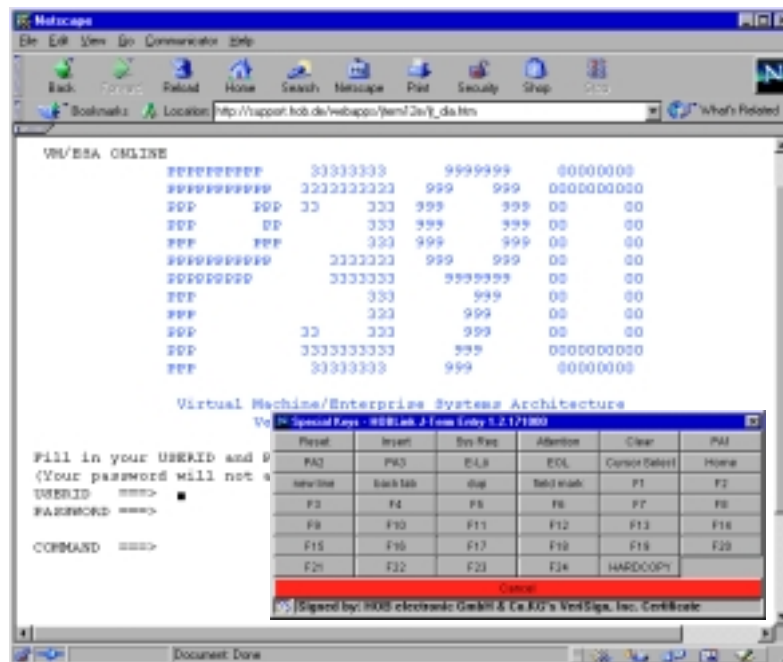 Netscape
File Edit View Go Communicator Help
Back Forward Reload Home Search Netscape Print Security Shop Stop
Bookmarks Location: http://support.hob.de/webapps/jterm12e/ What's Related
VM/ESA ONLINE
PPPPPPPPPP 33333333 9999999 00000000
PPPPPPPPPPP 3333333333 999 999 0000000000
PPP PPP 33 333 999 999 00 00
PPP PP 333 999 999 00 00
PPP PPP 333 999 999 00 00
PPPPPPPPPPP 3333333 999 999 00 00
PPPPPPPPP 3333333 9999999 00 00
PPP 333 999 00 00
PPP 333 999 00 00
PPP 33 333 999 00 00
PPP 3333333333 999 0000000000
PPP 33333333 999 00000000
Virtual Machine/Enterprise Systems Architecture
Special Keys - HOBLink J-Term Entry 1.2.171000
Reset Insert Sys Req Attention Clear PA1
PA2 PA3 E-Lö EOL Cursor Select Home
new line back tab dup field mark F1 F2
F3 F4 F5 F6 F7 F8
F9 F10 F11 F12 F13 F14
F15 F16 F17 F18 F19 F20
F21 F22 F23 F24 HARDCOPY
Cancel
Signed by: HOB electronic GmbH & Co.KG's VeriSign, Inc. Certificate
Fill in your USERID and P
(Your password will not a
USERID ===>
PASSWORD ===>
COMMAND ===>
Document: Done